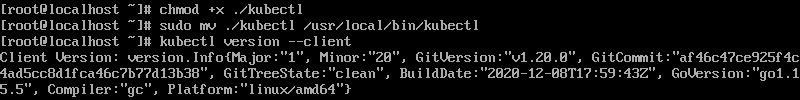 [root@localhost ~]# chmod +x ./kubectl
[root@localhost ~]# sudo mv ./kubectl /usr/local/bin/kubectl
[root@localhost ~]# kubectl version --client
Client Version: version.Info{Major:"1", Minor:"20", GitVersion:"v1.20.0", GitCommit:"af46c47ce925f4c
4ad5cc8d1fca46c7b77d13b38", GitTreeState:"clean", BuildDate:"2020-12-08T17:59:43Z", GoVersion:"go1.1
5.5", Compiler:"gc", Platform:"linux/amd64"}